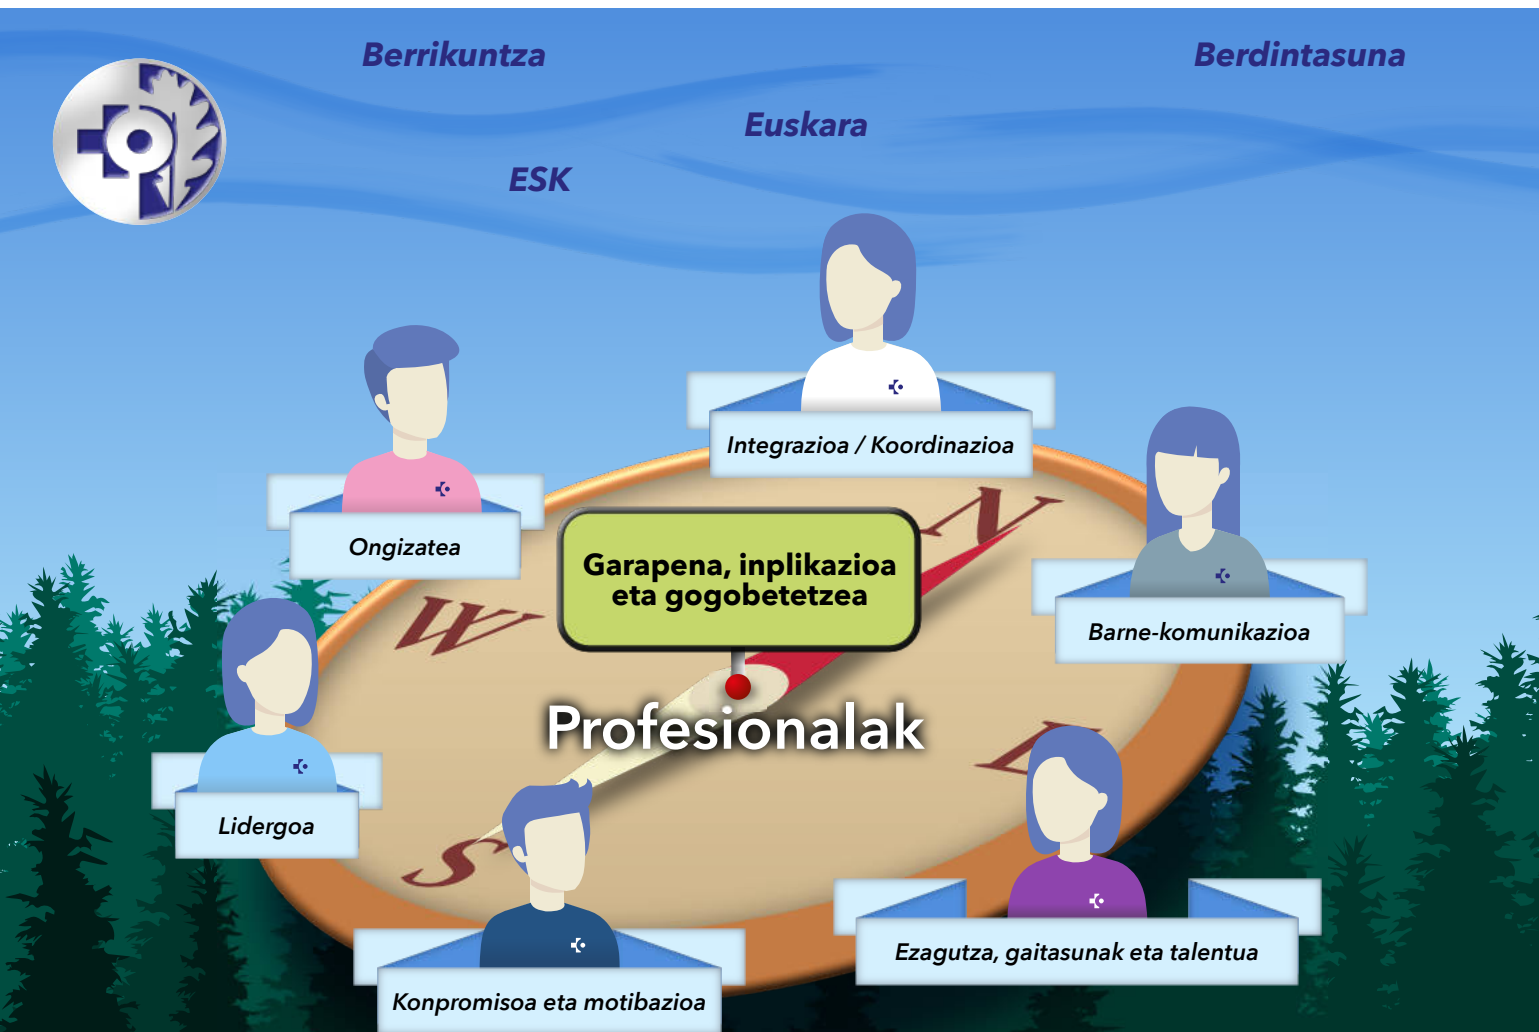 Berrikuntza
Berdintasuna
Euskara
ESK
Integrazioa / Koordinazioa
N
Ongizatea
Garapena, inplikazioa
eta gogobetetzea
Barne-komunikazioa
W
Profesionalak
Lidergoa
S
Ezagutza, gaitasunak eta talentua
Konpromisoa eta motibazioa